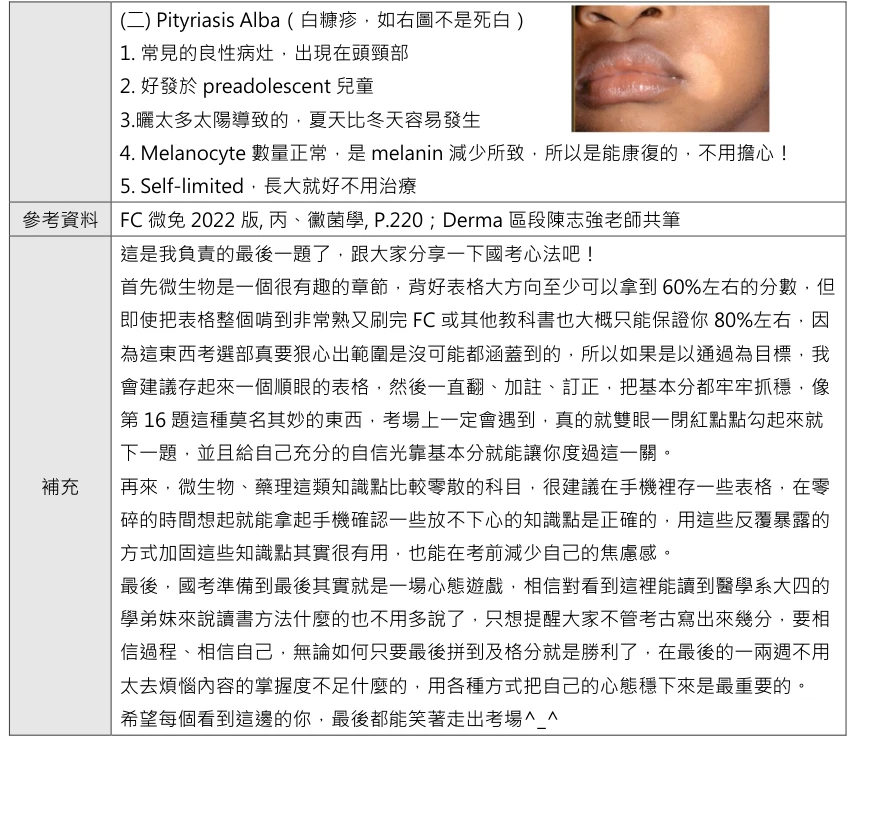 (二) Pityriasis Alba（白糠疹，如右圖不是死白）
1. 常見的良性病灶，出現在頭頸部
2. 好發於 preadolescent 兒童
3.曬太多太陽導致的，夏天比冬天容易發生
4. Melanocyte 數量正常，是 melanin 減少所致，所以是能康復的，不用擔心！
5. Self-limited，長大就好不用治療
參考資料
FC 微免 2022 版, 丙、黴菌學, P.220；Derma 區段陳志強老師共筆
補充
這是我負責的最後一題了，跟大家分享一下國考心法吧！
首先微生物是一個很有趣的章節，背好表格大方向至少可以拿到 60%左右的分數，但
即使把表格整個啃到非常熟又刷完 FC 或其他教科書也大概只能保證你 80%左右，因
為這東西考選部真要狠心出範圍是沒可能都涵蓋到的，所以如果是以通過為目標，我
會建議存起來一個順眼的表格，然後一直翻、加註、訂正，把基本分都牢牢抓穩，像
第 16 題這種莫名其妙的東西，考場上一定會遇到，真的就雙眼一閉紅點點勾起來就
下一題，並且給自己充分的自信光靠基本分就能讓你度過這一關。
再來，微生物、藥理這類知識點比較零散的科目，很建議在手機裡存一些表格，在零
碎的時間想起就能拿起手機確認一些放不下心的知識點是正確的，用這些反覆暴露的
方式加固這些知識點其實很有用，也能在考前減少自己的焦慮感。
最後，國考準備到最後其實就是一場心態遊戲，相信對看到這裡能讀到醫學系大四的
學弟妹來說讀書方法什麼的也不用多說了，只想提醒大家不管考古寫出來幾分，要相
信過程、相信自己，無論如何只要最後拼到及格分就是勝利了，在最後的一兩週不用
太去煩惱內容的掌握度不足什麼的，用各種方式把自己的心態穩下來是最重要的。
希望每個看到這邊的你，最後都能笑著走出考場^_^